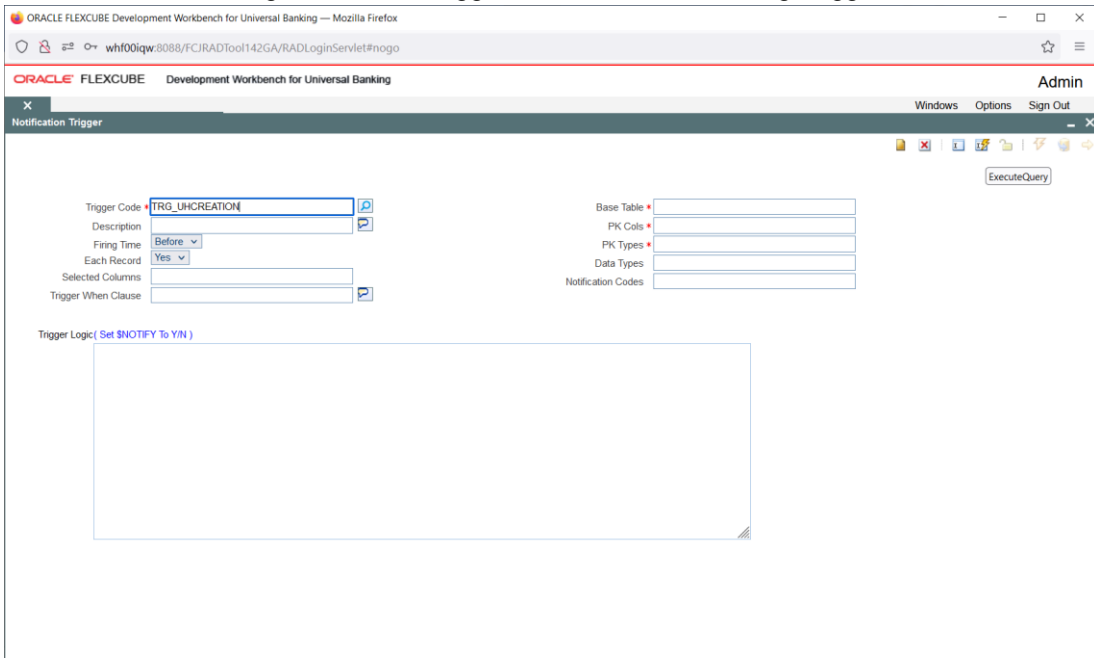 ORACLE FLEXCUBE Development Workbench for Universal Banking — Mozilla Firefox
whf00iqw:8088/FCJRADTool142GA/RADLoginServlet#nogo
ORACLE FLEXCUBE Development Workbench for Universal Banking Admin
X Windows Options Sign Out
Notification Trigger
ExecuteQuery
Trigger Code * TRG_UHCREATION Base Table *
Description PK Cols *
Firing Time Before PK Types *
Each Record Yes Data Types
Selected Columns Notification Codes
Trigger When Clause
Trigger Logic( Set $NOTIFY To Y/N )